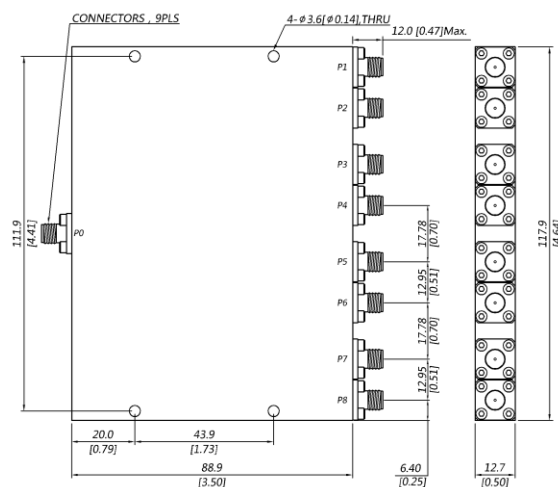 CONNECTORS , 9PLS
4-φ3.6[φ0.14],THRU
12.0 [0.47]Max.
P1
P2
P3
P4
P0
P5
P6
P7
P8
111.9
[4.41]
17.78
[0.70]
12.95
[0.51]
17.78
[0.70]
12.95
[0.51]
117.9
[4.64]
20.0
[0.79]
43.9
[1.73]
88.9
[3.50]
6.40
[0.25]
12.7
[0.50]